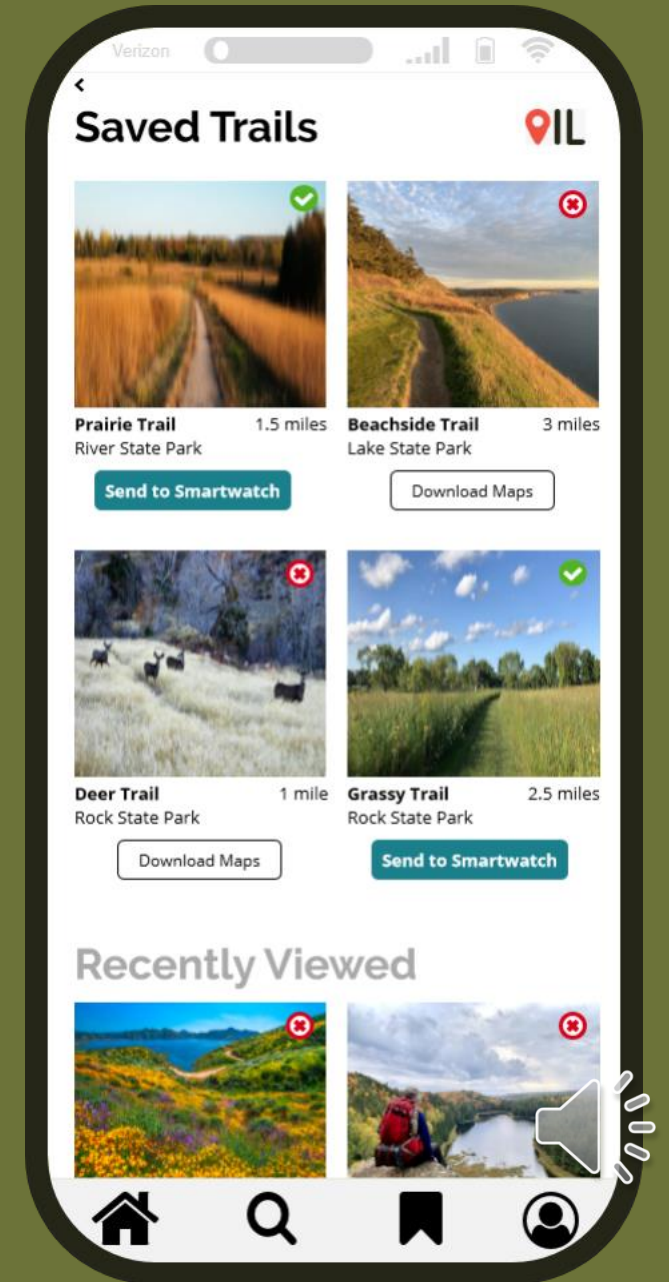 Verizon
Saved Trails
IL
Prairie Trail 1.5 miles
River State Park
Send to Smartwatch
Beachside Trail 3 miles
Lake State Park
Download Maps
Deer Trail 1 mile
Rock State Park
Download Maps
Grassy Trail 2.5 miles
Rock State Park
Send to Smartwatch
Recently Viewed